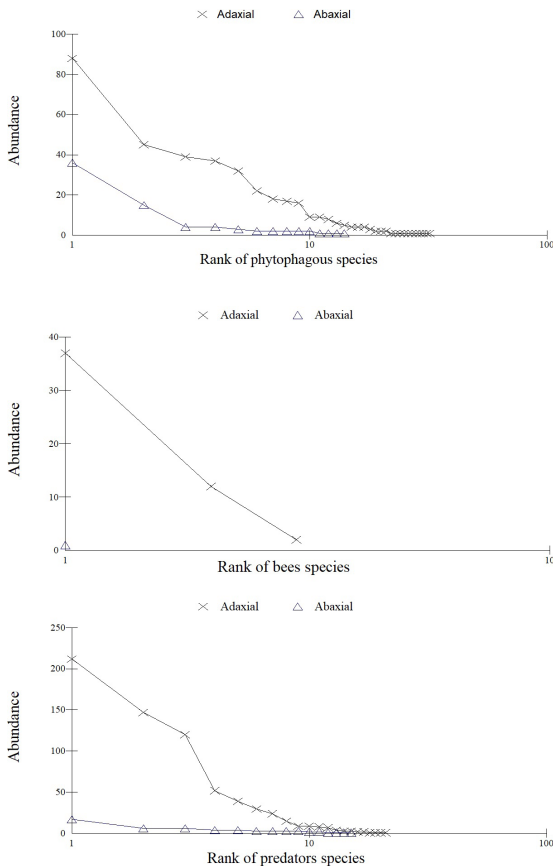 Adaxial Abaxial
100
80
60
40
20
0
Abundance
1 10 100
Rank of phytophagous species
Adaxial Abaxial
40
30
20
10
0
Abundance
1 10
Rank of bees species
Adaxial Abaxial
250
200
150
100
50
0
Abundance
1 10 100
Rank of predators species